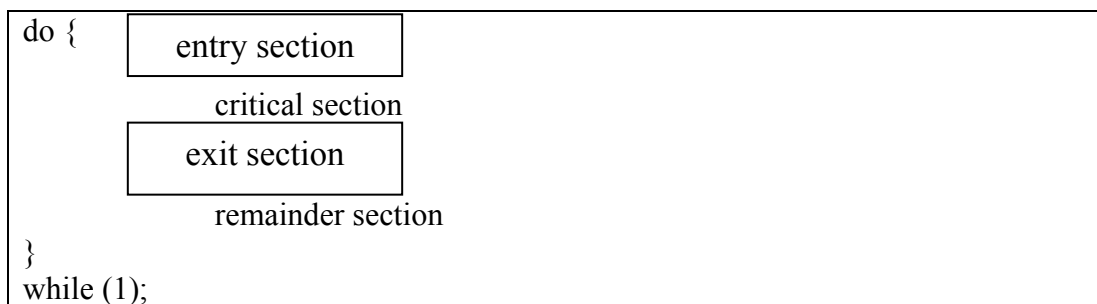 do {
entry section
critical section
exit section
remainder section
}
while (1);